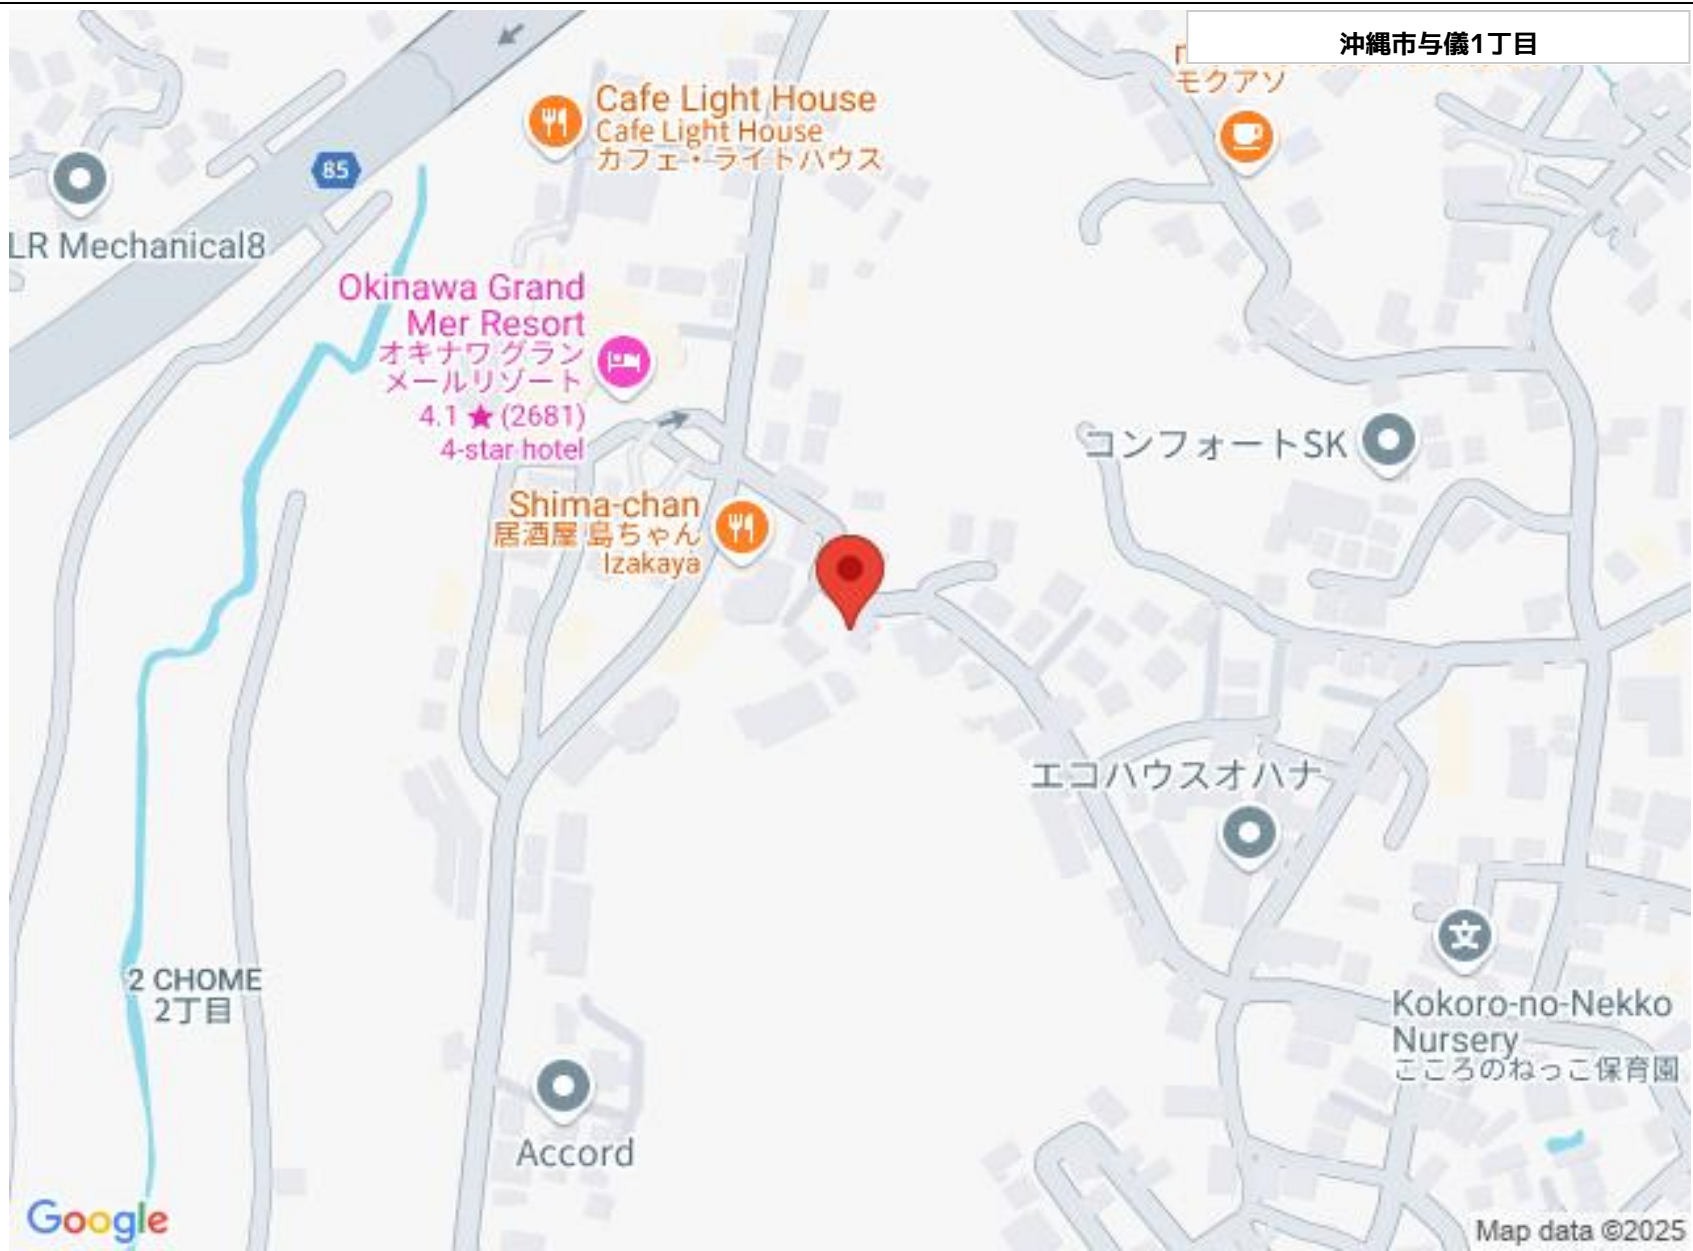 沖縄市与儀1丁目
モクアソ
Cafe Light House
Cafe Light House
カフェ・ライトハウス
85
LR Mechanical8
Okinawa Grand
Mer Resort
オキナワ グラン
メールリゾート
4.1 ★ (2681)
4-star hotel
コンフォートSK
Shima-chan
居酒屋 島ちゃん
Izakaya
エコハウスオハナ
文
2 CHOME
2丁目
Kokoro-no-Nekko
Nursery
こころのねっこ保育園
Accord
Google
Map data ©2025